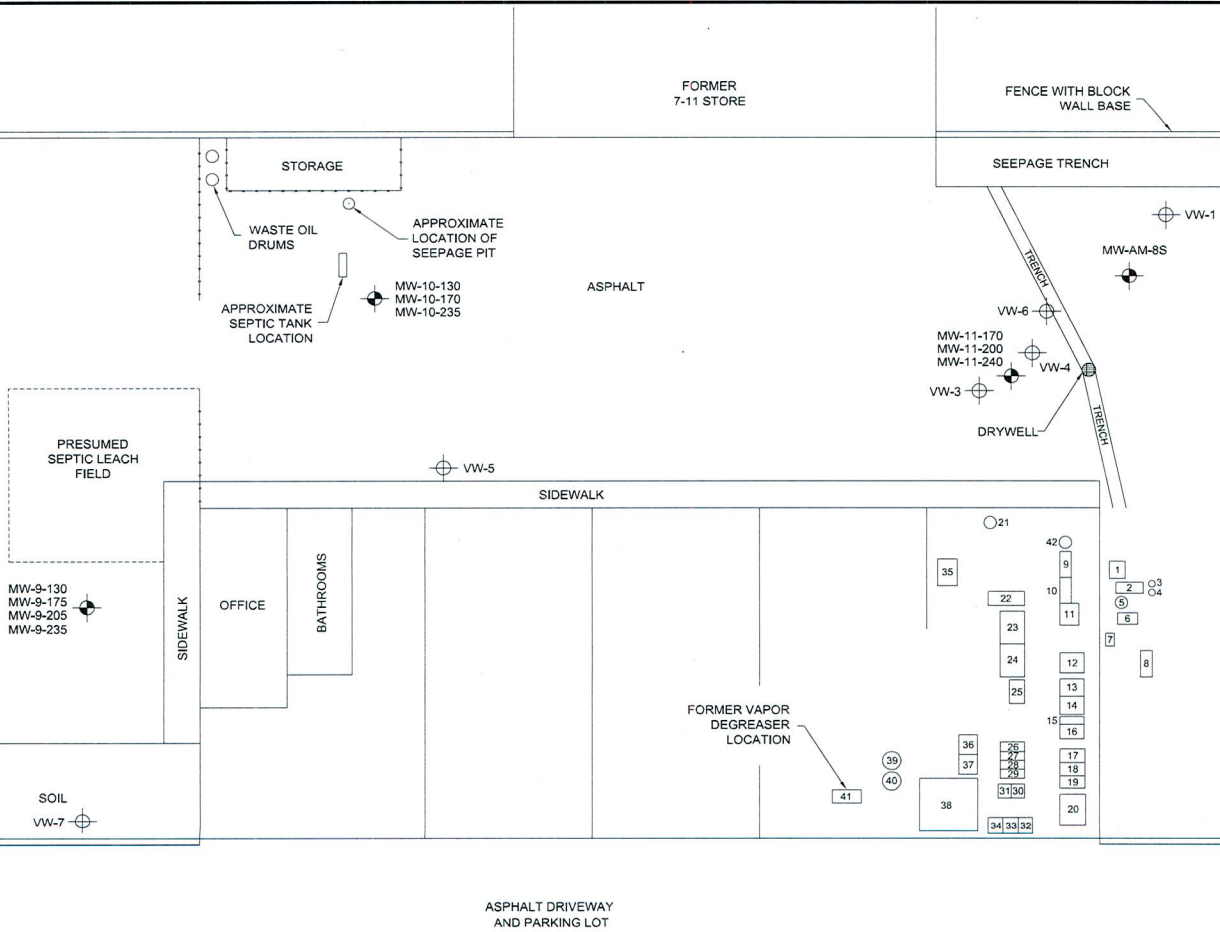 FORMER
7-11 STORE
FENCE WITH BLOCK
WALL BASE
STORAGE
SEEPAGE TRENCH
WASTE OIL
DRUMS
APPROXIMATE
LOCATION OF
SEEPAGE PIT
VW-1
MW-AM-8S
TRENCH
ASPHALT
MW-10-130
MW-10-170
MW-10-235
APPROXIMATE
SEPTIC TANK
LOCATION
VW-6
MW-11-170
MW-11-200
MW-11-240
VW-4
VW-3
DRYWELL
TRENCH
PRESUMED
SEPTIC LEACH
FIELD
VW-5
SIDEWALK
21
42
9
10
11
35
22
23
24
25
1
2
3
4
5
6
7
8
12
13
14
15
16
17
18
19
20
MW-9-130
MW-9-175
MW-9-205
MW-9-235
SIDEWALK
OFFICE
BATHROOMS
FORMER VAPOR
DEGREASER
LOCATION
41
39
40
36
37
38
26
27
28
29
31
30
34
33
32
SOIL
VW-7
ASPHALT DRIVEWAY
AND PARKING LOT